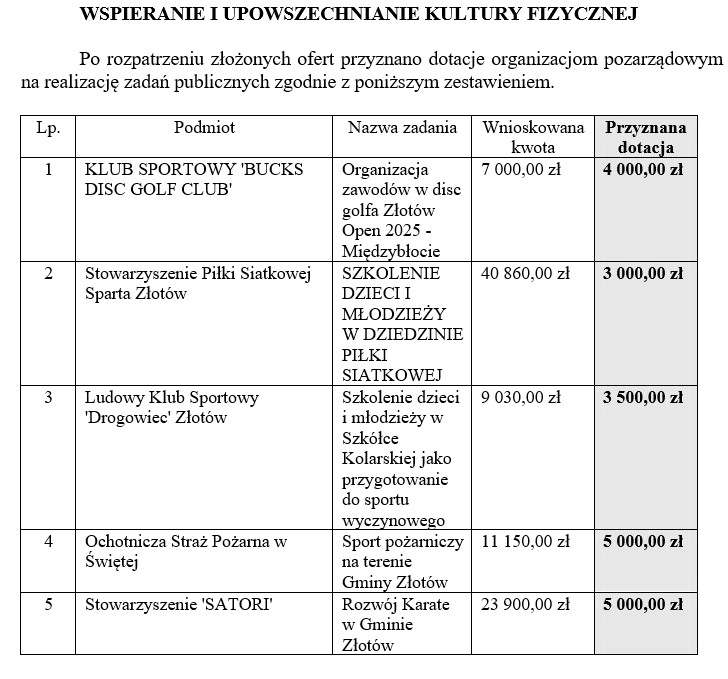 WSPIERANIE I UPOWSZECHNIANIE KULTURY FIZYCZNEJ
Po rozpatrzeniu złożonych ofert przyznano dotacje organizacjom pozarządowym
na realizację zadań publicznych zgodnie z poniższym zestawieniem.
Lp. Podmiot Nazwa zadania Wnioskowana kwota Przyznana dotacja
1 KLUB SPORTOWY 'BUCKS DISC GOLF CLUB' Organizacja zawodów w disc golfa Złotów Open 2025 - Międzybłocie 7 000,00 zł 4 000,00 zł
2 Stowarzyszenie Piłki Siatkowej Sparta Złotów SZKOLENIE DZIECI I MŁODZIEŻY W DZIEDZINIE PIŁKI SIATKOWEJ 40 860,00 zł 3 000,00 zł
3 Ludowy Klub Sportowy 'Drogowiec' Złotów Szkolenie dzieci i młodzieży w Szkółce Kolarskiej jako przygotowanie do sportu wyczynowego 9 030,00 zł 3 500,00 zł
4 Ochotnicza Straż Pożarna w Świętej Sport pożarniczy na terenie Gminy Złotów 11 150,00 zł 5 000,00 zł
5 Stowarzyszenie 'SATORI' Rozwój Karate w Gminie Złotów 23 900,00 zł 5 000,00 zł